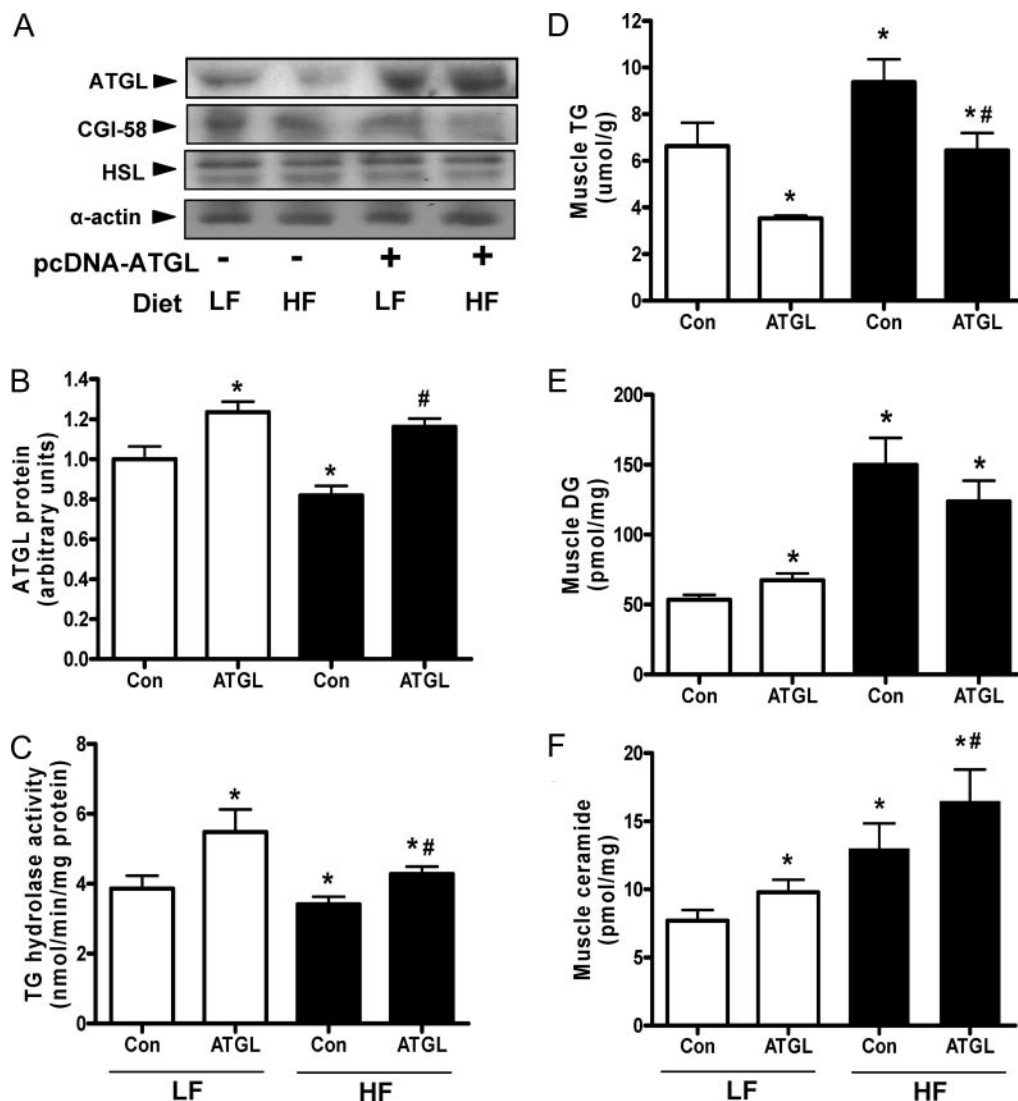 A
ATGL
CGI-58
HSL
α-actin
pcDNA-ATGL - - + +
Diet LF HF LF HF
B
ATGL protein
(arbitrary units)
1.4
1.2
1.0
0.8
0.6
0.4
0.2
0.0
*
*
#
Con ATGL Con ATGL
C
TG hydrolase activity
(nmol/min/mg protein)
8
6
4
2
0
*
*
*#
Con ATGL Con ATGL
LF HF
D
Muscle TG
(umol/g)
12
10
8
6
4
2
0
*
*
*#
Con ATGL Con ATGL
E
Muscle DG
(pmol/mg)
200
150
100
50
0
*
*
*
Con ATGL Con ATGL
F
Muscle ceramide
(pmol/mg)
20
15
10
5
0
*
*
*#
Con ATGL Con ATGL
LF HF